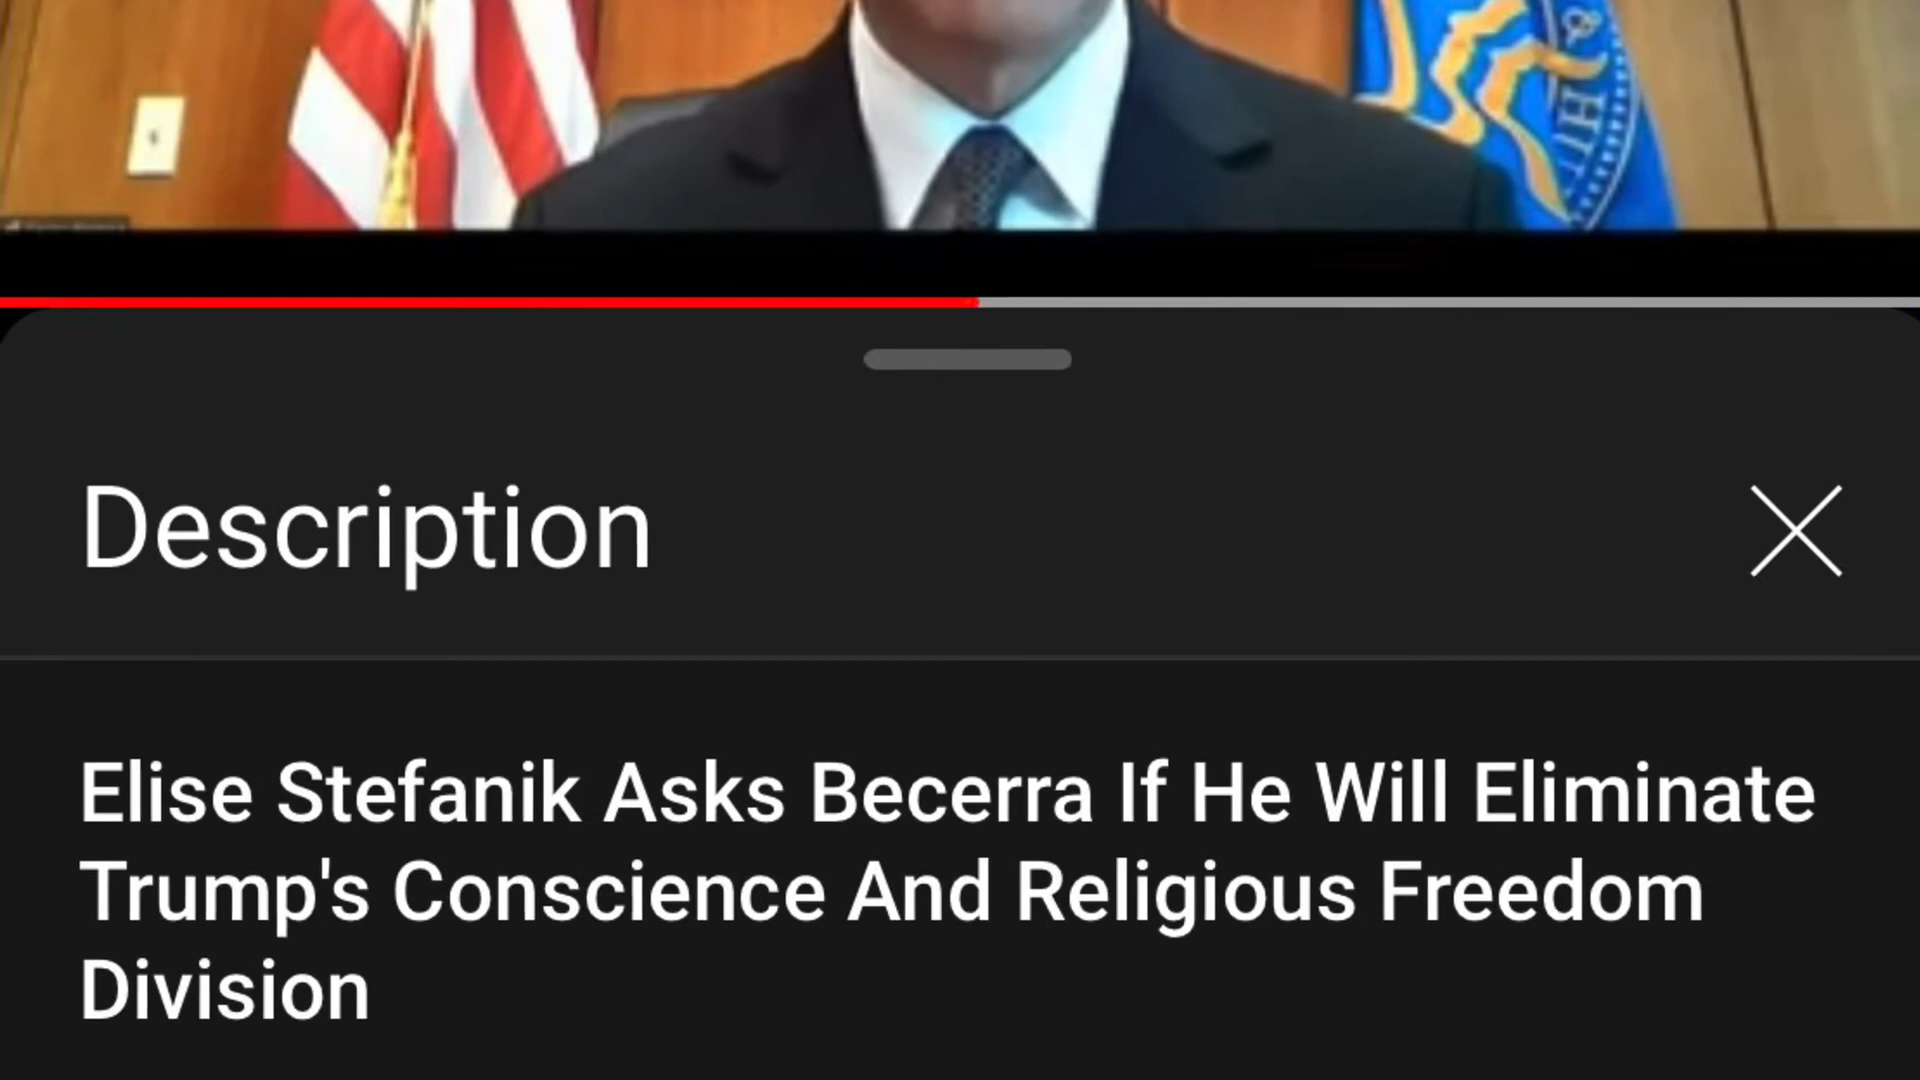 Description
Elise Stefanik Asks Becerra If He Will Eliminate
Trump's Conscience And Religious Freedom
Division